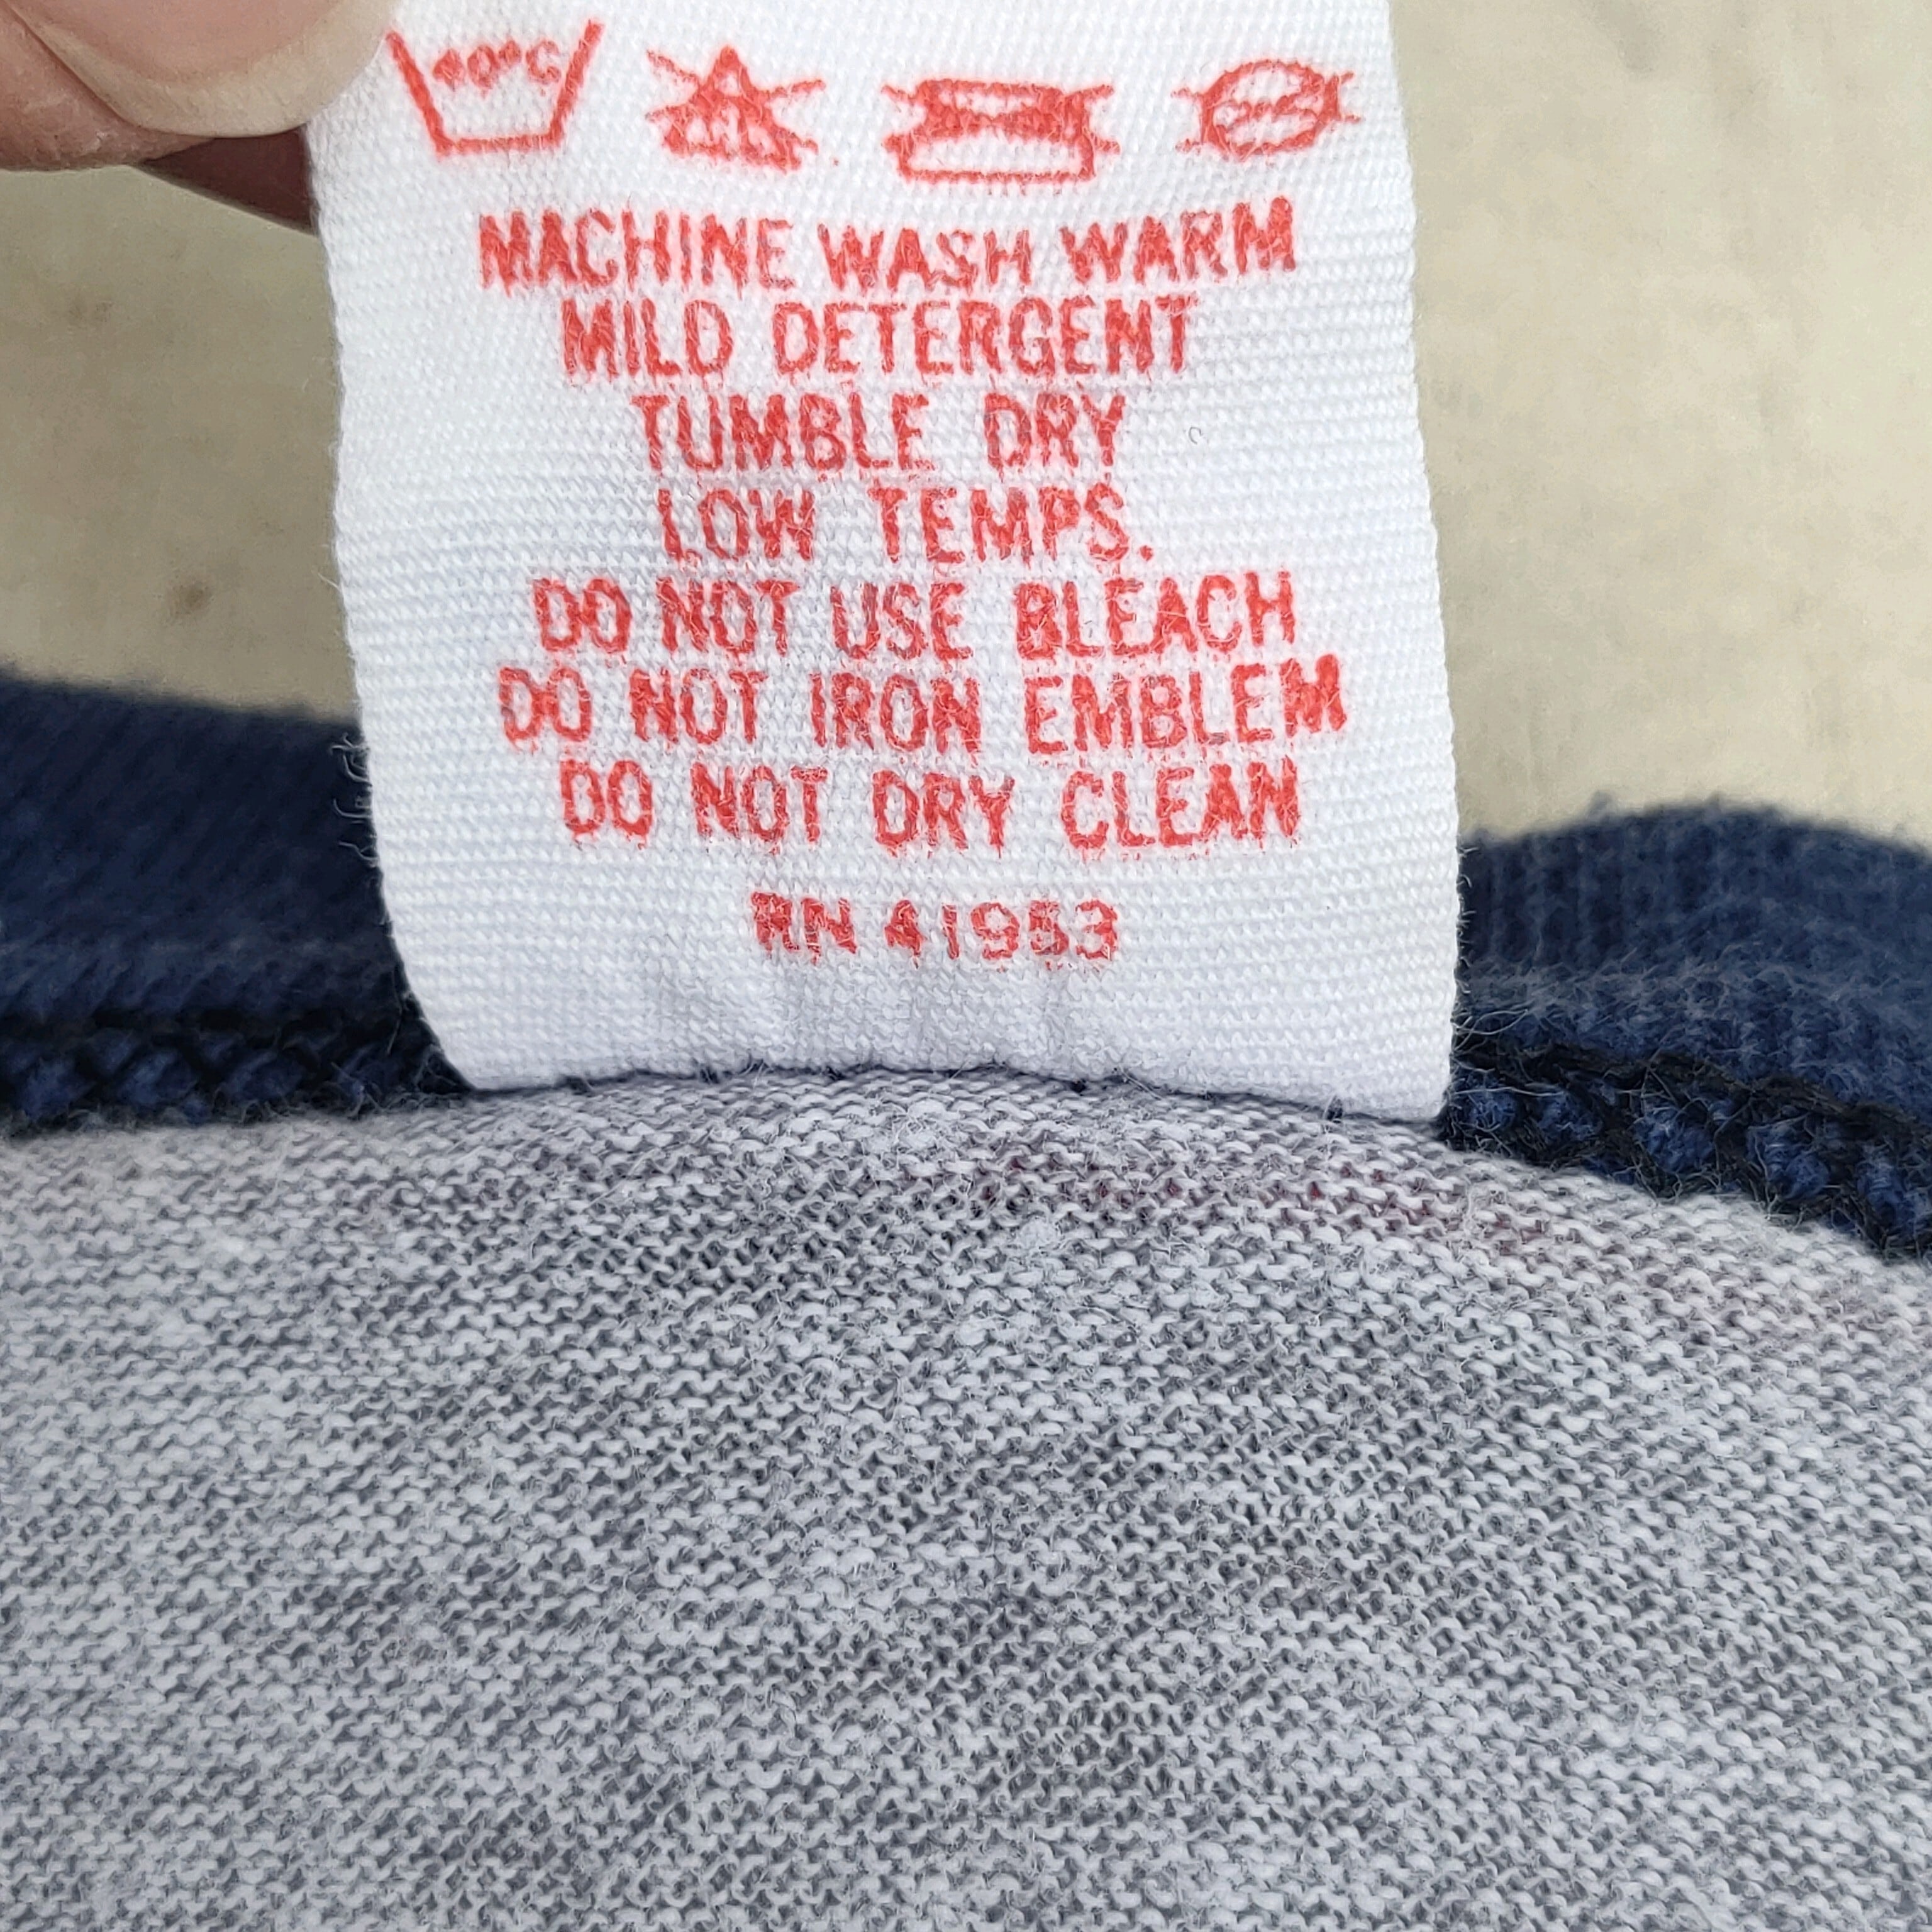 40°C
MACHINE WASH WARM
MILD DETERGENT
TUMBLE DRY
LOW TEMPS.
DO NOT USE BLEACH
DO NOT IRON EMBLEM
DO NOT DRY CLEAN
RN 41953